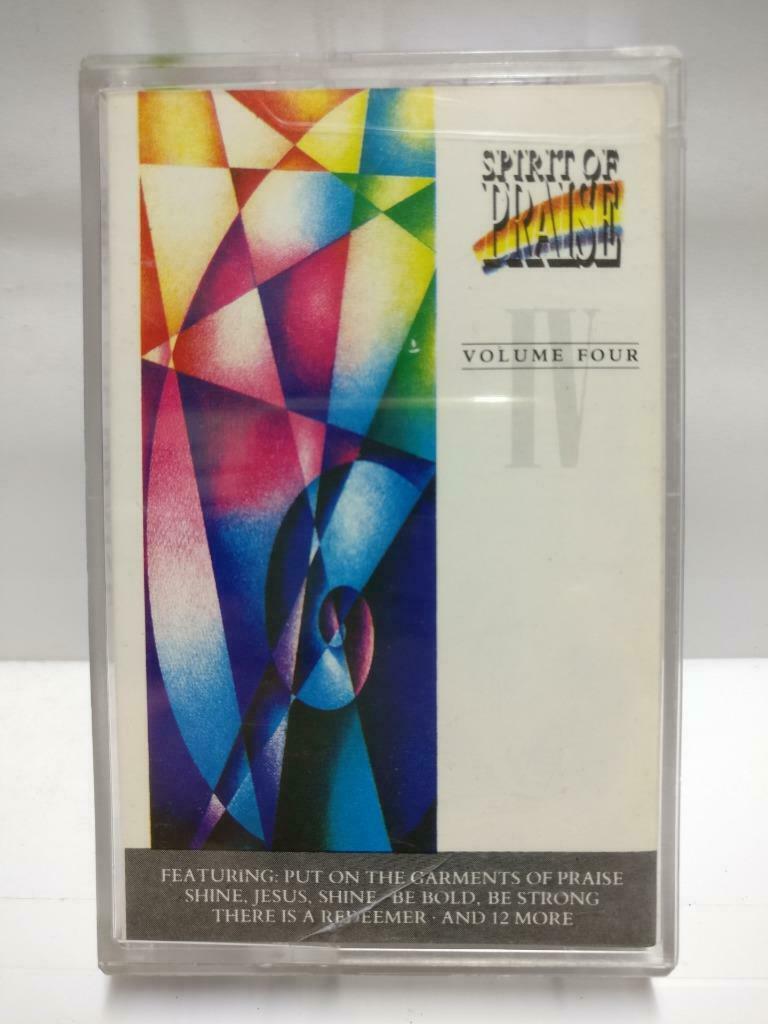 SPIRIT OF
PRAISE
IV
VOLUME FOUR
FEATURING: PUT ON THE GARMENTS OF PRAISE
SHINE, JESUS, SHINE · BE BOLD, BE STRONG
THERE IS A REDEEMER · AND 12 MORE